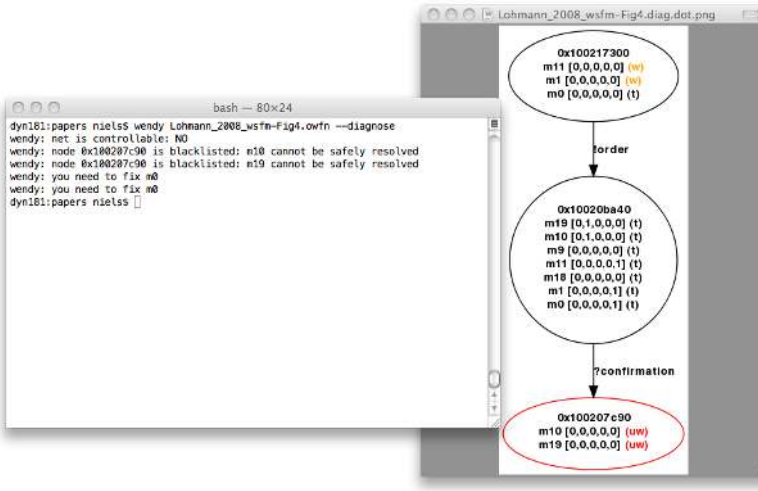 Lohmann_2008_wsfm-Fig4.diag.dot.png
bash — 80×24
dyn181:papers niels$ wendy Lohmann_2008_wsfm-Fig4.owfn --diagnose
wendy: net is controllable: NO
wendy: node 0x100207c90 is blacklisted: m10 cannot be safely resolved
wendy: node 0x100207c90 is blacklisted: m19 cannot be safely resolved
wendy: you need to fix m0
wendy: you need to fix m0
dyn181:papers niels$
0x100217300
m11 [0,0,0,0,0] (w)
m1 [0,0,0,0,0] (w)
m0 [0,0,0,0,0] (t)
!order
0x10020ba40
m19 [0,1,0,0,0] (t)
m10 [0,1,0,0,0] (t)
m9 [0,0,0,0,0] (t)
m11 [0,0,0,0,1] (t)
m18 [0,0,0,0,0] (t)
m1 [0,0,0,0,1] (t)
m0 [0,0,0,0,1] (t)
?confirmation
0x100207c90
m10 [0,0,0,0,0] (uw)
m19 [0,0,0,0,0] (uw)